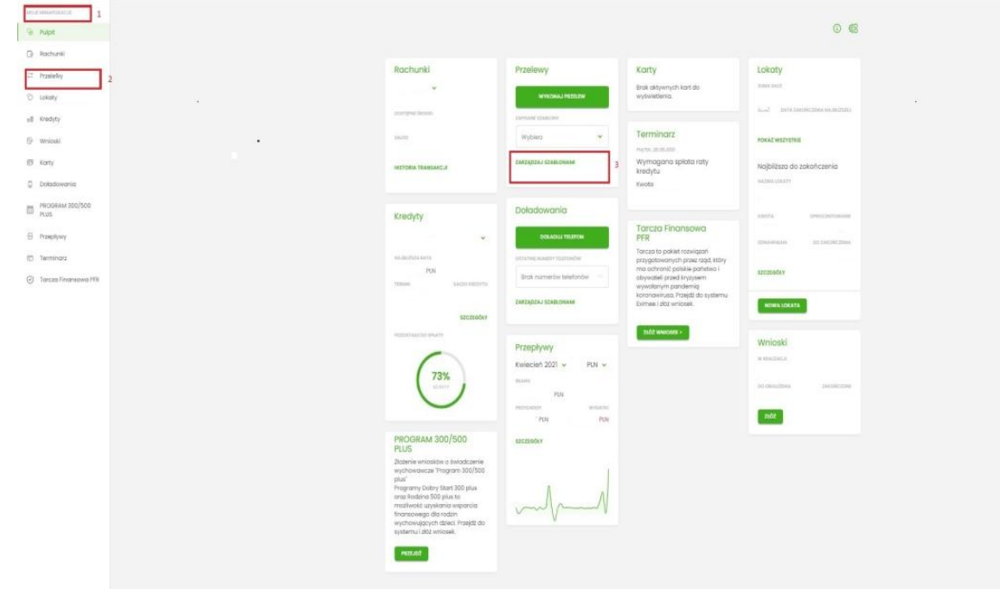 MOJE MINIAPLIKACJE
1
Pulpit
Rachunki
Przelewy
2
Lokaty
Kredyty
Wnioski
Karty
Doładowania
PROGRAM 300/500
PLUS
Przepływy
Terminarz
Tarcza Finansowa PFR
Rachunki
DOSTĘPNE ŚRODKI
SALDO
HISTORIA TRANSAKCJI
Kredyty
NAJBLIŻSZA RATA
PLN
TERMIN
SALDO KREDYTU
SZCZEGÓŁY
POZOSTAŁO DO SPŁATY
73%
PROGRAM 300/500
PLUS
Złożenie wniosków o świadczenie
wychowawcze "Program 300/500
plus"
Programy Dobry Start 300 plus
oraz Rodzina 500 plus to
możliwość uzyskania wsparcia
finansowego dla rodzin
wychowujących dzieci. Przejdź do
systemu i złóż wniosek.
PRZEJDŹ
Przelewy
WYKONAJ PRZELEW
ZAPISANE SZABLONY
Wybierz
ZARZĄDZAJ SZABLONAMI
3
Doładowania
DOŁADUJ TELEFON
OSTATNIE NUMERY TELEFONÓW
Brak numerów telefonów
ZARZĄDZAJ SZABLONAMI
Przepływy
Kwiecień 2021
PLN
BILANS
PLN
PRZYCHODY
WYDATKI
PLN
PLN
SZCZEGÓŁY
Karty
Brak aktywnych kart do
wyświetlenia.
Terminarz
Wymagana spłata raty
kredytu
Kwota
Tarcza Finansowa
PFR
Tarcza to pakiet rozwiązań
przygotowanych przez rząd, który
ma ochronić polskie państwo i
obywateli przed kryzysem
wywołanym pandemią
koronawirusa. Przejdź do systemu
Eximee i złóż wniosek.
ZŁÓŻ WNIOSEK >
Lokaty
SUMA SALD
DATA ZAKOŃCZENIA NAJBLIŻSZEJ
POKAŻ WSZYSTKIE
Najbliższa do zakończenia
NAZWA LOKATY
KWOTA
OPROCENTOWANIE
ODNAWIALNA
DO ZAKOŃCZENIA
SZCZEGÓŁY
NOWA LOKATA
Wnioski
W REALIZACJI
DO OBSŁUŻENIA
ZAKOŃCZONE
ZŁÓŻ